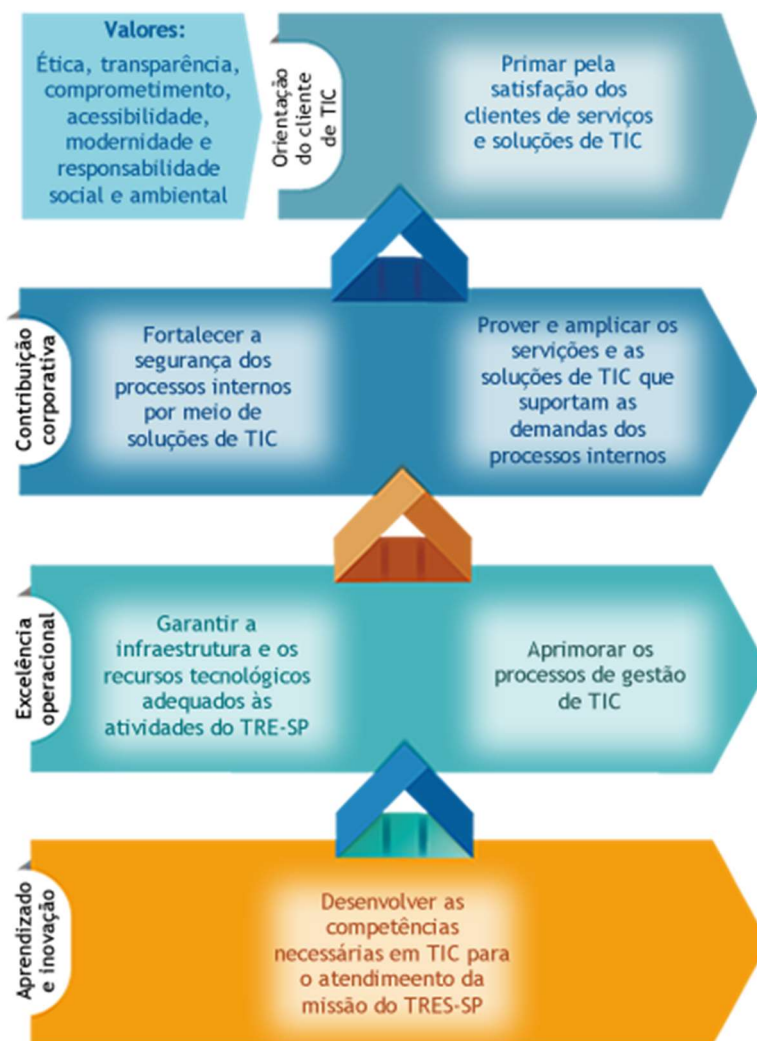 Valores:
Ética, transparência,
comprometimento,
acessibilidade,
modernidade e
responsabilidade
social e ambiental
Orientação
do cliente
de TIC
Primar pela
satisfação dos
clientes de serviços
e soluções de TIC
Contribuição
corporativa
Fortalecer a
segurança dos
processos internos
por meio de
soluções de TIC
Prover e amplicar os
servições e as
soluções de TIC que
suportam as
demandas dos
processos internos
Excelência
operacional
Garantir a
infraestrutura e os
recursos tecnológicos
adequados às
atividades do TRE-SP
Aprimorar os
processos de gestão
de TIC
Aprendizado
e inovação
Desenvolver as
competências
necessárias em TIC para
o atendimeento da
missão do TRES-SP